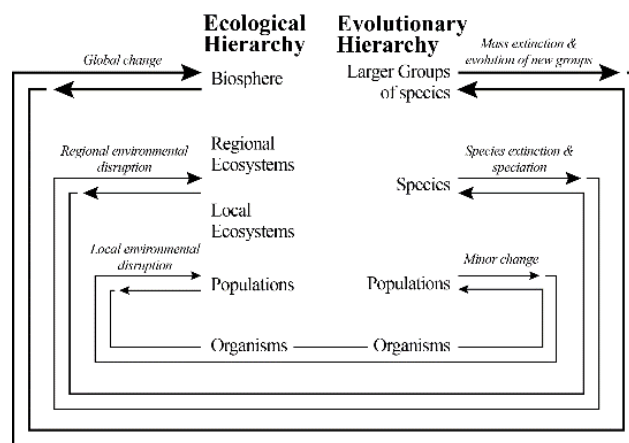 Ecological
Hierarchy
Evolutionary
Hierarchy
Global change
Biosphere
Larger Groups
of species
Mass extinction &
evolution of new groups
Regional environmental
disruption
Regional
Ecosystems
Species
Species extinction &
speciation
Local
Ecosystems
Local environmental
disruption
Populations
Populations
Minor change
Organisms
Organisms